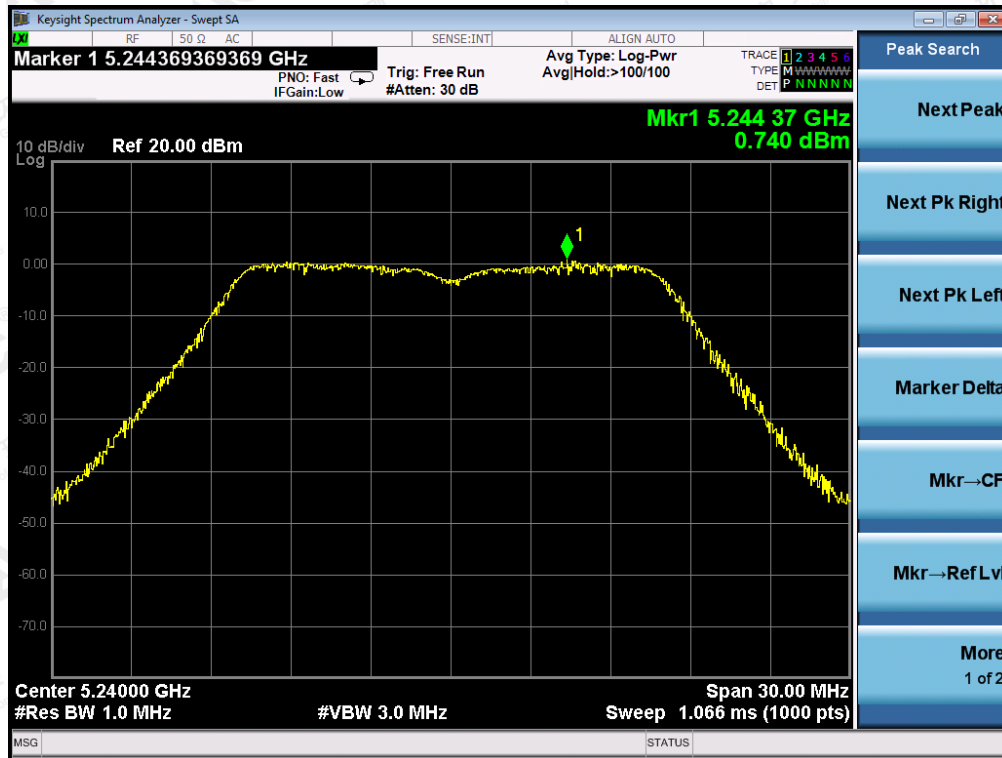 Keysight Spectrum Analyzer - Swept SA
LXI RF 50 Ω AC SENSE:INT ALIGN AUTO
Marker 1 5.244369369369 GHz
PNO: Fast
IFGain:Low
Trig: Free Run
#Atten: 30 dB
Avg Type: Log-Pwr
Avg|Hold:>100/100
TRACE 1 2 3 4 5 6
TYPE M W W W W W
DET P N N N N N
Mkr1 5.244 37 GHz
0.740 dBm
10 dB/div Ref 20.00 dBm
Log
10.0
0.00
-10.0
-20.0
-30.0
-40.0
-50.0
-60.0
-70.0
1
Center 5.24000 GHz Span 30.00 MHz
#Res BW 1.0 MHz #VBW 3.0 MHz Sweep 1.066 ms (1000 pts)
MSG STATUS
Peak Search
Next Peak
Next Pk Right
Next Pk Left
Marker Delta
Mkr→CF
Mkr→Ref Lvl
More
1 of 2